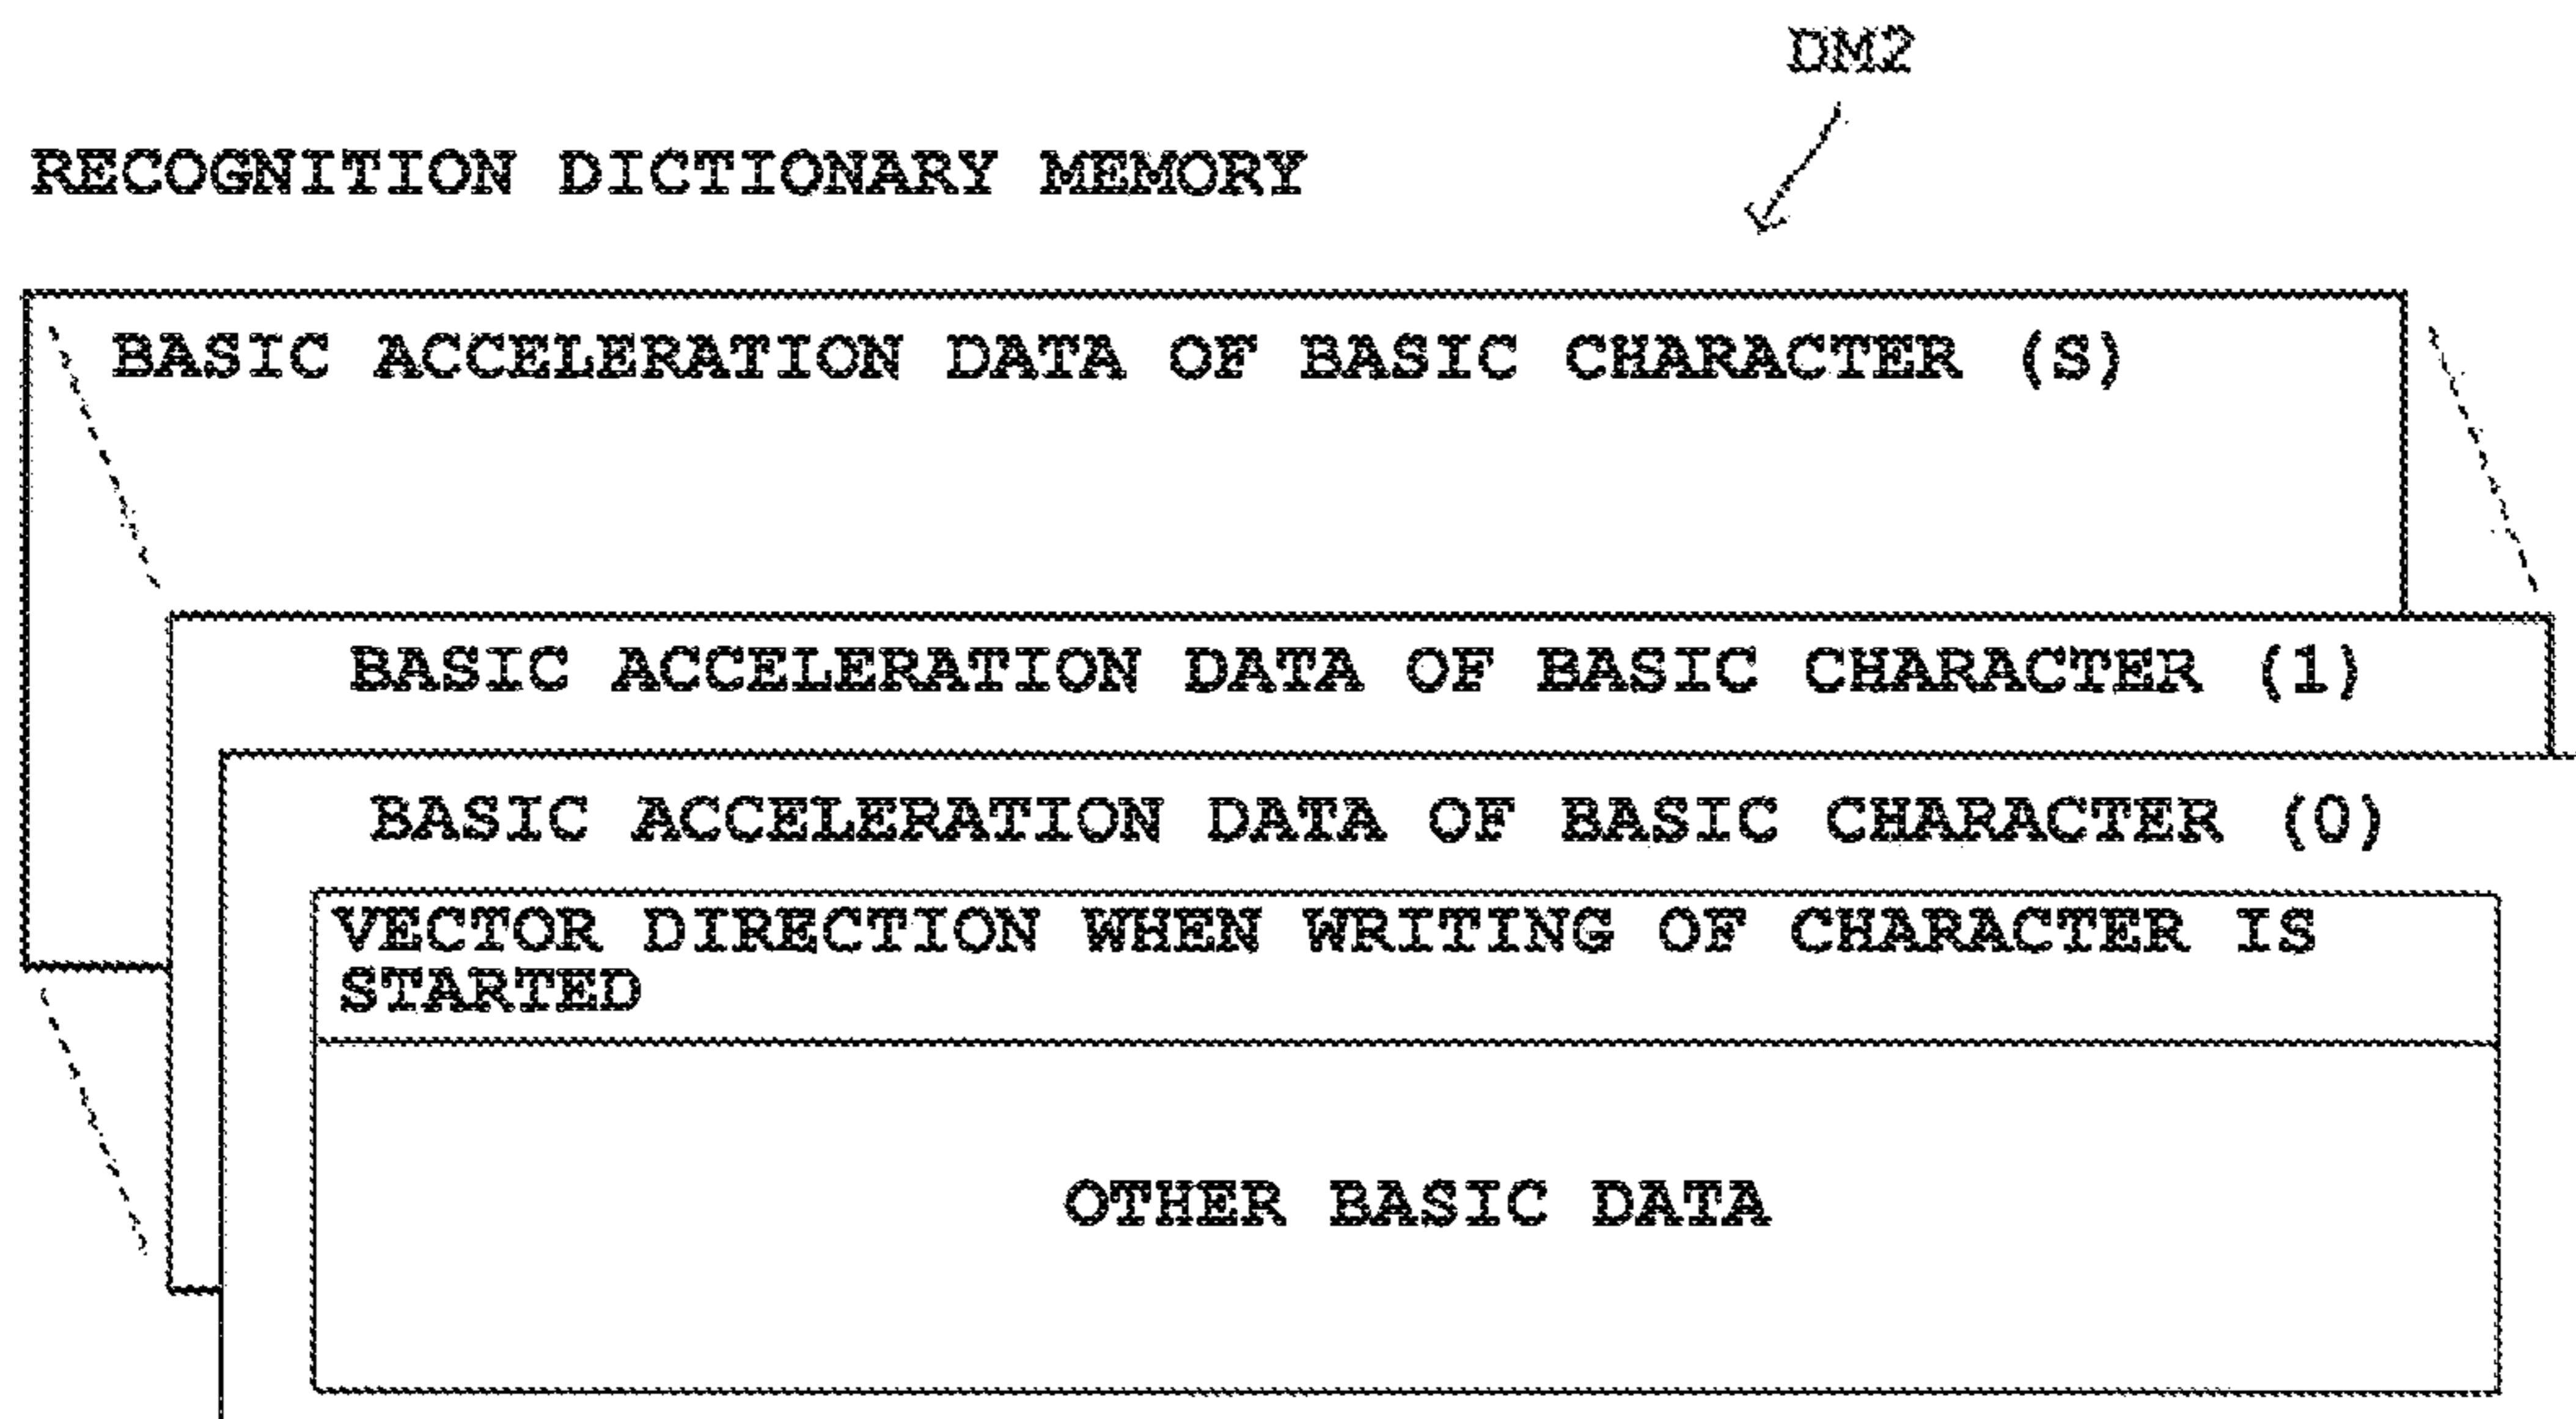 DM2
RECOGNITION DICTIONARY MEMORY
BASIC ACCELERATION DATA OF BASIC CHARACTER (S)
BASIC ACCELERATION DATA OF BASIC CHARACTER (1)
BASIC ACCELERATION DATA OF BASIC CHARACTER (0)
VECTOR DIRECTION WHEN WRITING OF CHARACTER IS
STARTED
OTHER BASIC DATA